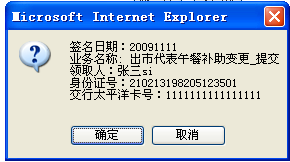 Microsoft Internet Explorer
签名日期：20091111
业务名称: 出市代表午餐补助变更_提交
领取人：张三si
身份证号：210213198205123501
交行太平洋卡号：1111111111111111
确定 取消